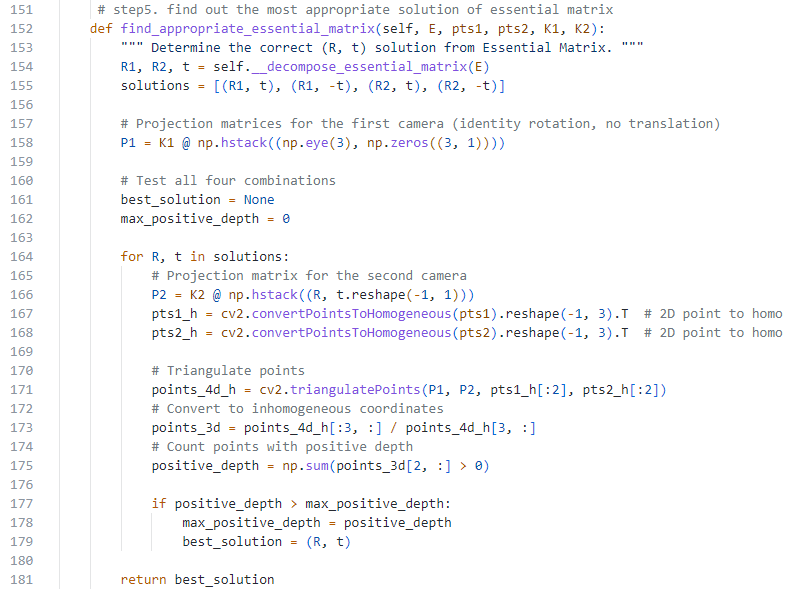 151 # step5. find out the most appropriate solution of essential matrix
152 def find_appropriate_essential_matrix(self, E, pts1, pts2, K1, K2):
153 """ Determine the correct (R, t) solution from Essential Matrix. """
154 R1, R2, t = self.__decompose_essential_matrix(E)
155 solutions = [(R1, t), (R1, -t), (R2, t), (R2, -t)]
156
157 # Projection matrices for the first camera (identity rotation, no translation)
158 P1 = K1 @ np.hstack((np.eye(3), np.zeros((3, 1))))
159
160 # Test all four combinations
161 best_solution = None
162 max_positive_depth = 0
163
164 for R, t in solutions:
165 # Projection matrix for the second camera
166 P2 = K2 @ np.hstack((R, t.reshape(-1, 1)))
167 pts1_h = cv2.convertPointsToHomogeneous(pts1).reshape(-1, 3).T # 2D point to homo
168 pts2_h = cv2.convertPointsToHomogeneous(pts2).reshape(-1, 3).T # 2D point to homo
169
170 # Triangulate points
171 points_4d_h = cv2.triangulatePoints(P1, P2, pts1_h[:2], pts2_h[:2])
172 # Convert to inhomogeneous coordinates
173 points_3d = points_4d_h[:3, :] / points_4d_h[3, :]
174 # Count points with positive depth
175 positive_depth = np.sum(points_3d[2, :] > 0)
176
177 if positive_depth > max_positive_depth:
178 max_positive_depth = positive_depth
179 best_solution = (R, t)
180
181 return best_solution